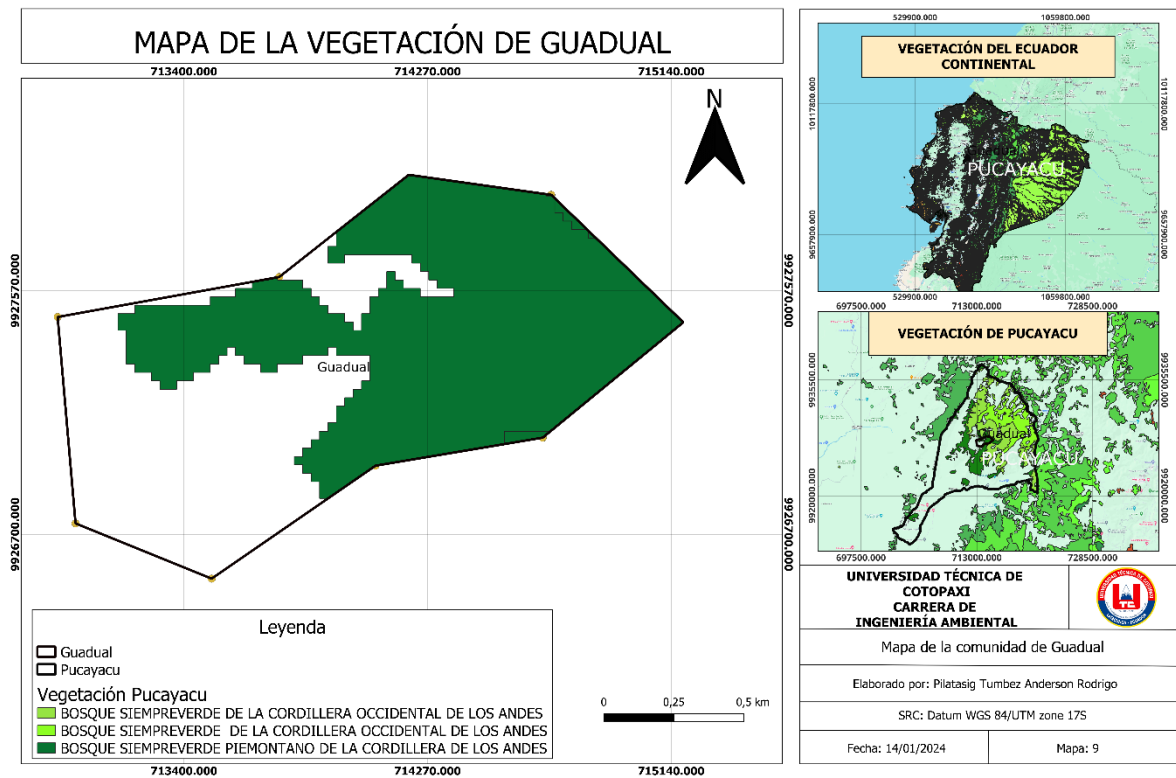 MAPA DE LA VEGETACIÓN DE GUADUAL
713400.000 714270.000 715140.000
N
9927570.000 9927570.000
Guadual
9926700.000 9926700.000
Leyenda
Guadual
Pucayacu
Vegetación Pucayacu
BOSQUE SIEMPREVERDE DE LA CORDILLERA OCCIDENTAL DE LOS ANDES
BOSQUE SIEMPREVERDE DE LA CORDILLERA OCCIDENTAL DE LOS ANDES
BOSQUE SIEMPREVERDE PIEMONTANO DE LA CORDILLERA DE LOS ANDES
0 0,25 0,5 km
713400.000 714270.000 715140.000
529900.000 1059800.000
VEGETACIÓN DEL ECUADOR
CONTINENTAL
10117800.000 10117800.000
Guadual
PUCAYACU
9657900.000 9657900.000
529900.000 1059800.000
697500.000 713000.000 728500.000
VEGETACIÓN DE PUCAYACU
9935500.000 9935500.000
Guadual
PUCAYACU
9920000.000 9920000.000
697500.000 713000.000 728500.000
UNIVERSIDAD TÉCNICA DE
COTOPAXI
CARRERA DE
INGENIERÍA AMBIENTAL
UTC
Mapa de la comunidad de Guadual
Elaborado por: Pilatasig Tumbez Anderson Rodrigo
SRC: Datum WGS 84/UTM zone 17S
Fecha: 14/01/2024 Mapa: 9